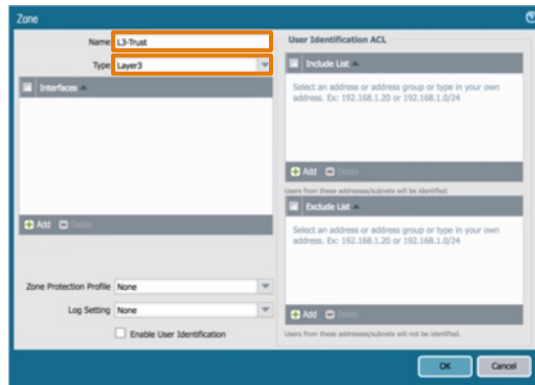 Zone
Name L3-Trust
Type Layer3
Interfaces
Add Delete
Zone Protection Profile None
Log Setting None
Enable User Identification
User Identification ACL
Include List
Select an address or address group or type in your own
address. Ex: 192.168.1.20 or 192.168.1.0/24
Add Delete
Users from these addresses/subnets will be identified.
Exclude List
Select an address or address group or type in your own
address. Ex: 192.168.1.20 or 192.168.1.0/24
Add Delete
Users from these addresses/subnets will not be identified.
OK Cancel